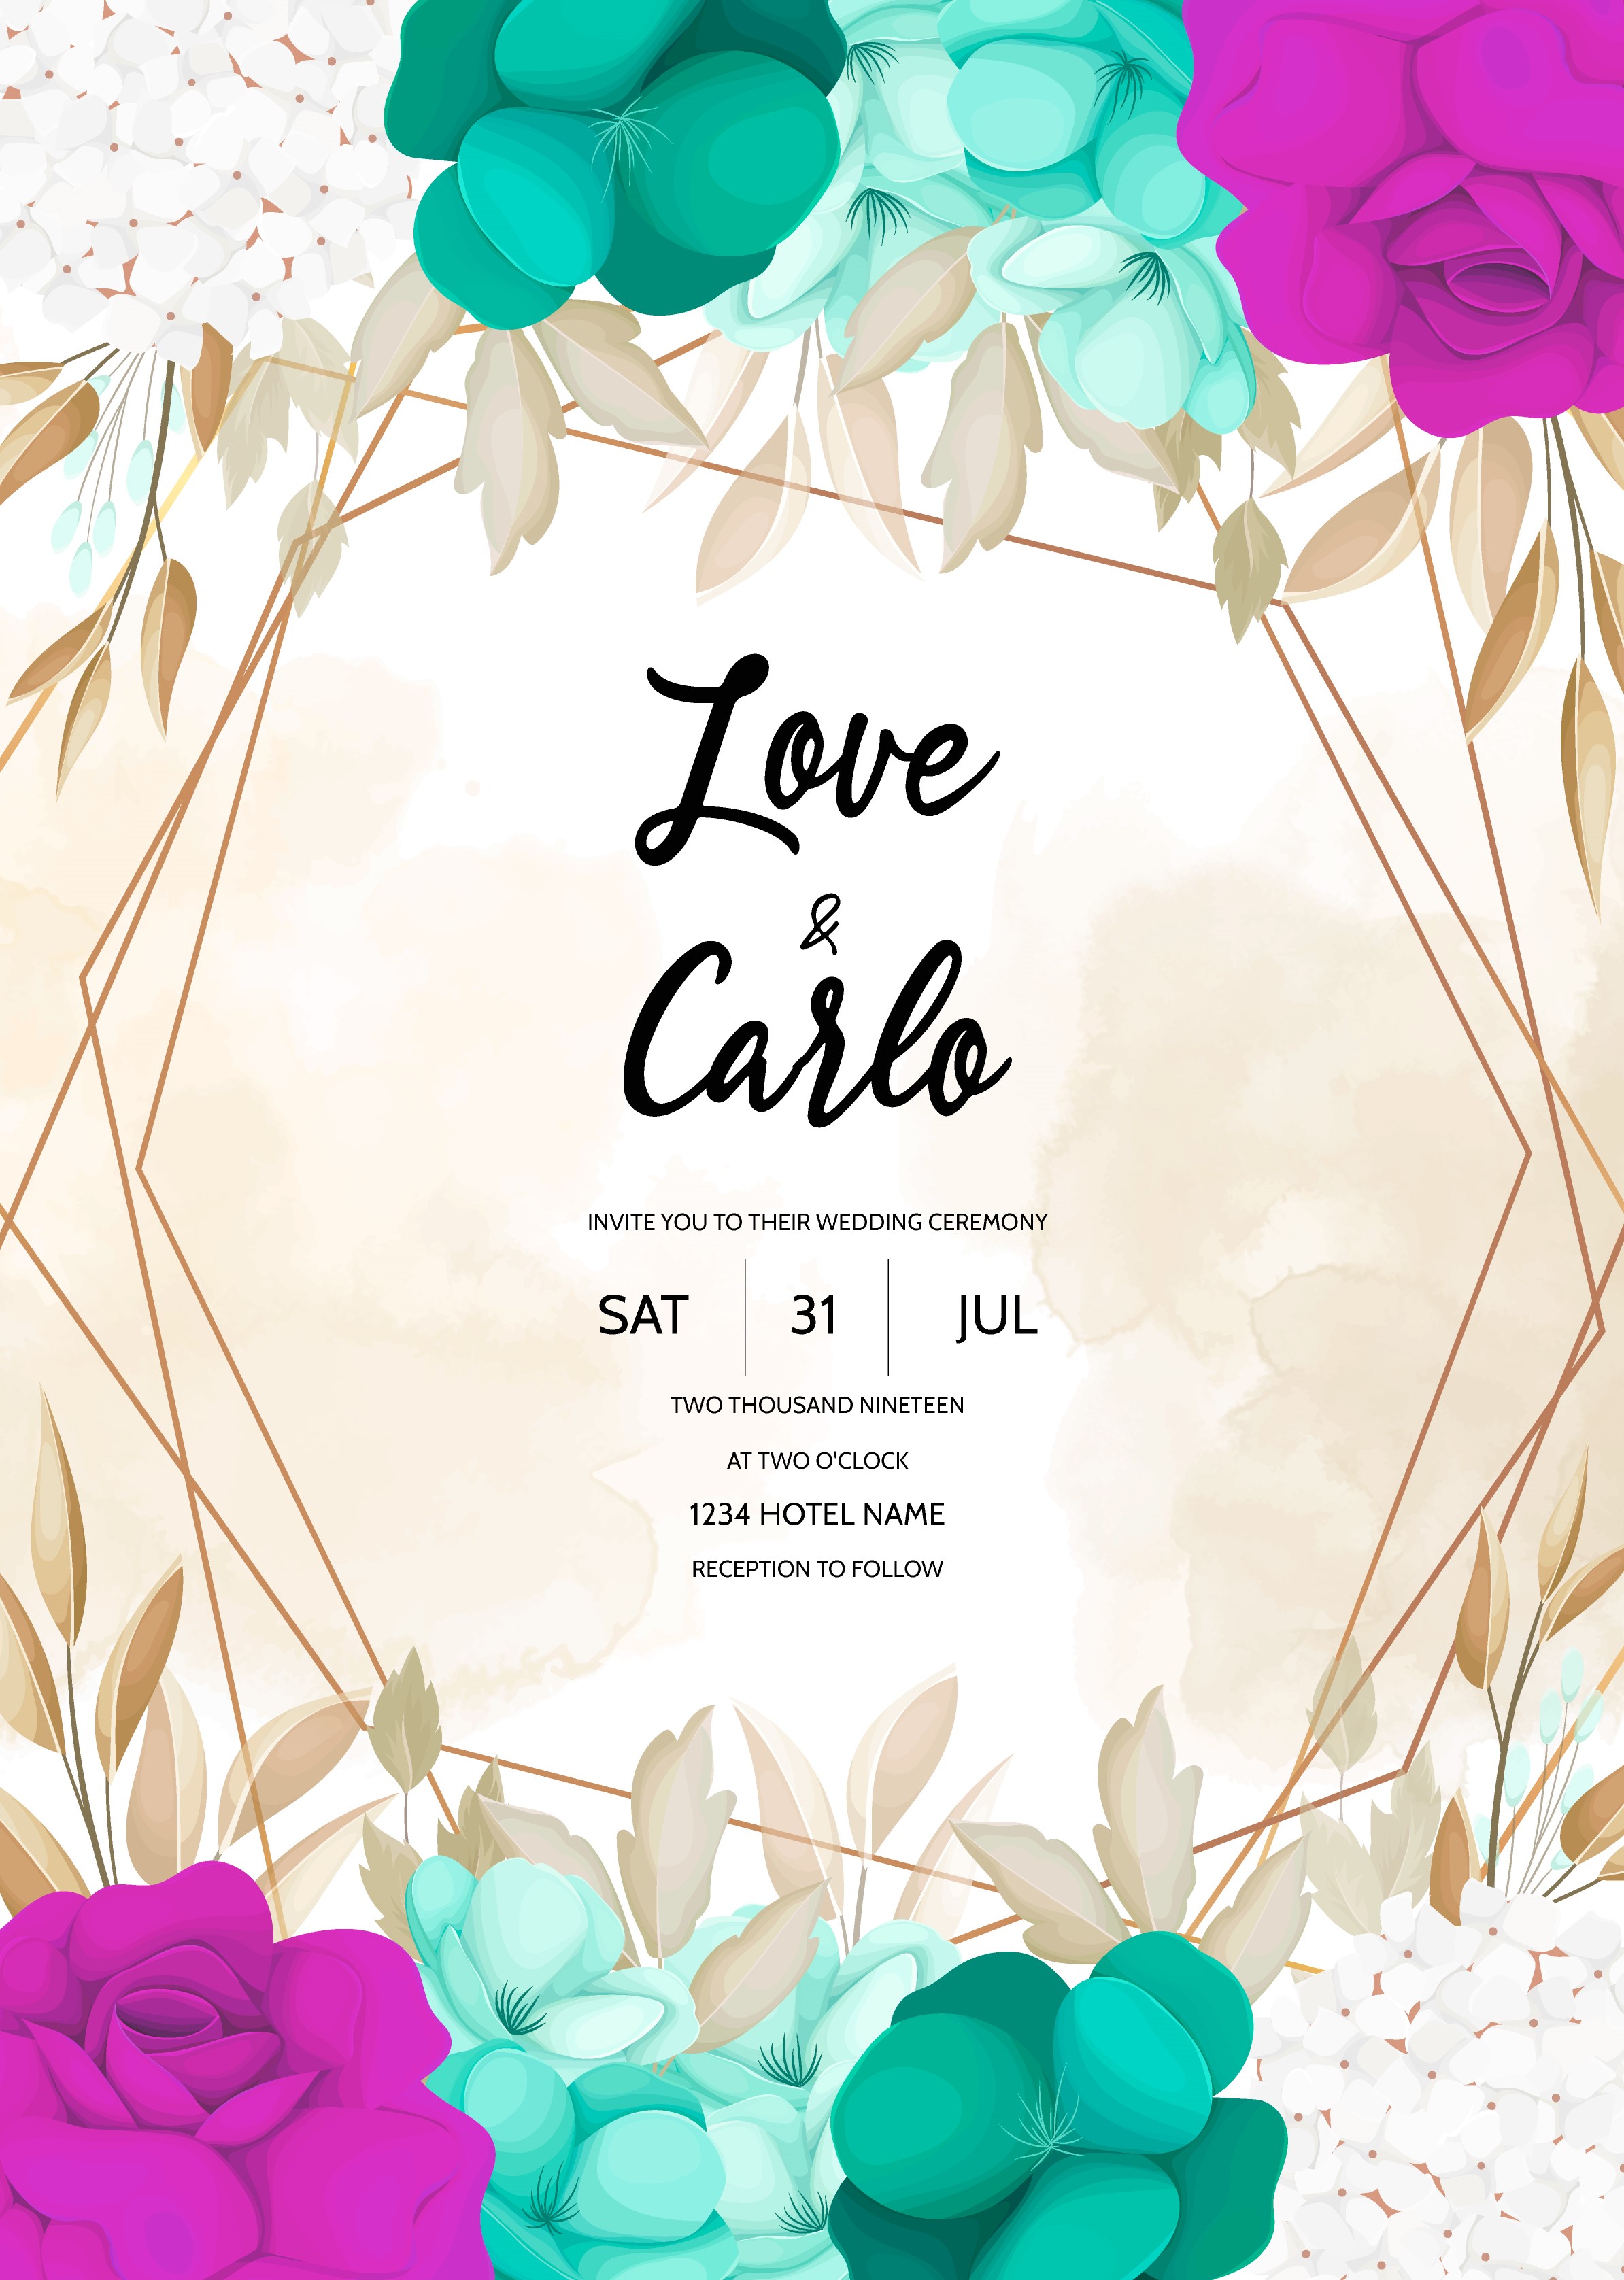 Love
&
Carlo
INVITE YOU TO THEIR WEDDING CEREMONY
SAT 31 JUL
TWO THOUSAND NINETEEN
AT TWO O'CLOCK
1234 HOTEL NAME
RECEPTION TO FOLLOW